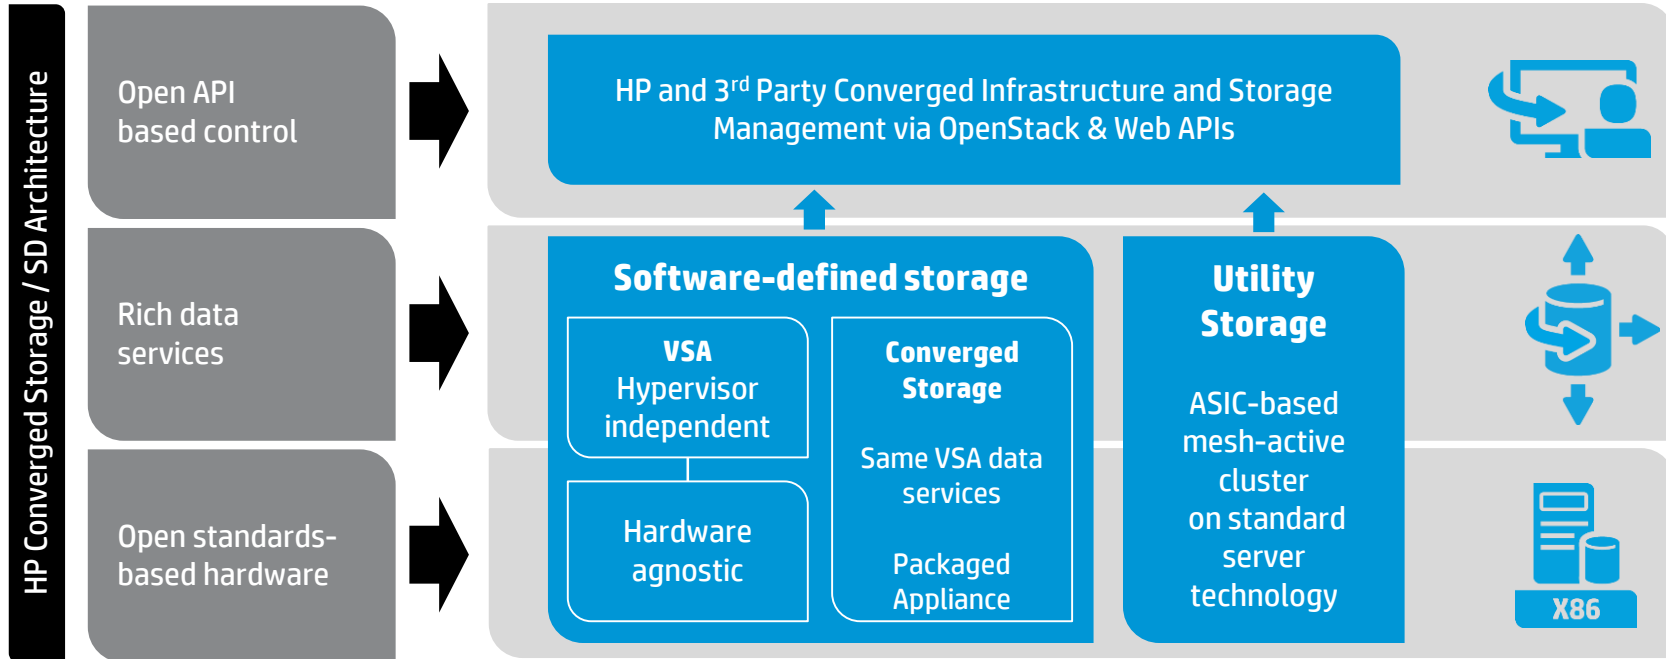 HP Converged Storage / SD Architecture
Open API
based control
HP and 3rd Party Converged Infrastructure and Storage
Management via OpenStack & Web APIs
Rich data
services
Open standards-
based hardware
Software-defined storage
VSA
Hypervisor
independent
Hardware
agnostic
Converged
Storage
Same VSA data
services
Packaged
Appliance
Utility
Storage
ASIC-based
mesh-active
cluster
on standard
server
technology
X86